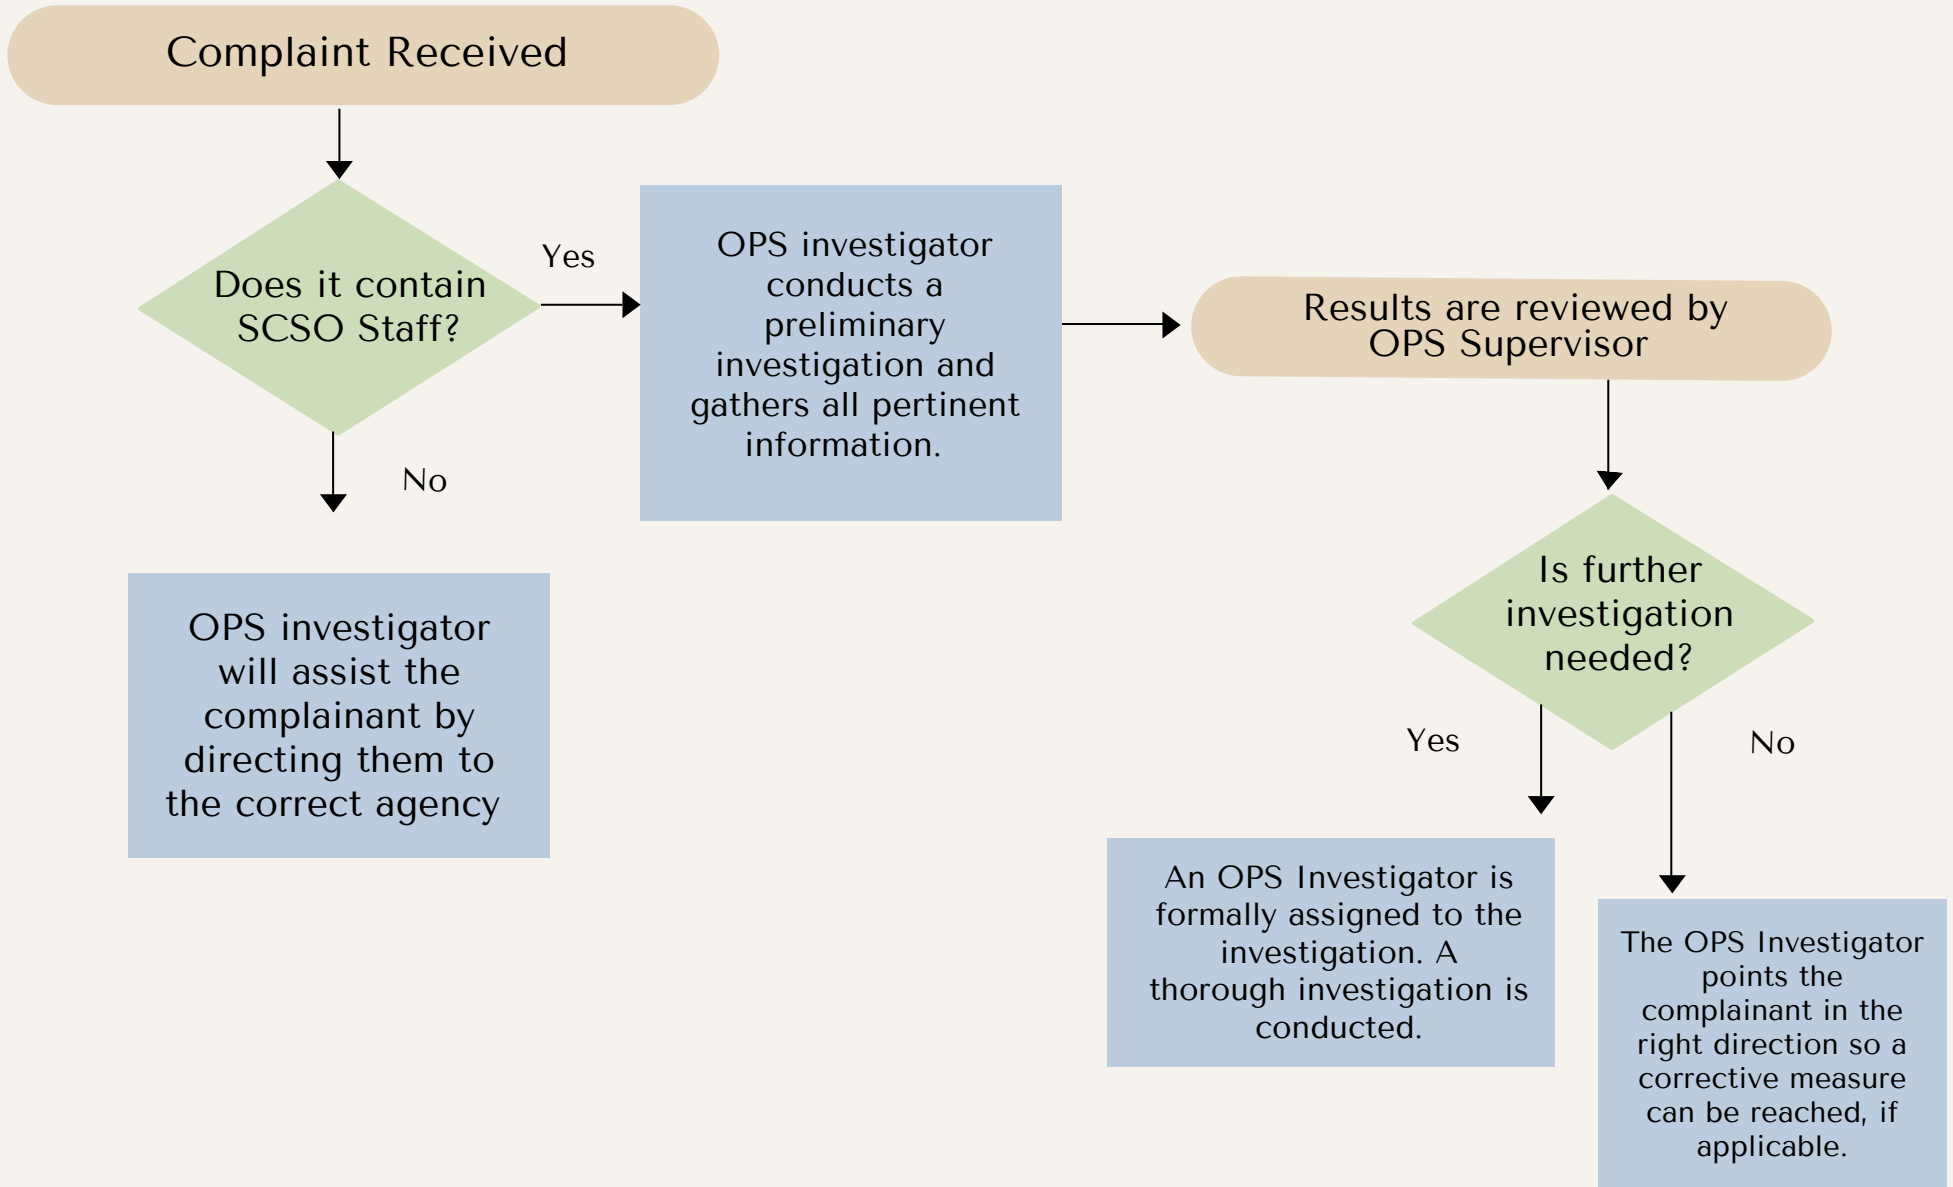 Complaint Received
Does it contain
SCSO Staff?
Yes
No
OPS investigator
will assist the
complainant by
directing them to
the correct agency
OPS investigator
conducts a
preliminary
investigation and
gathers all pertinent
information.
Results are reviewed by
OPS Supervisor
Is further
investigation
needed?
Yes
No
An OPS Investigator is
formally assigned to the
investigation. A
thorough investigation is
conducted.
The OPS Investigator
points the
complainant in the
right direction so a
corrective measure
can be reached, if
applicable.